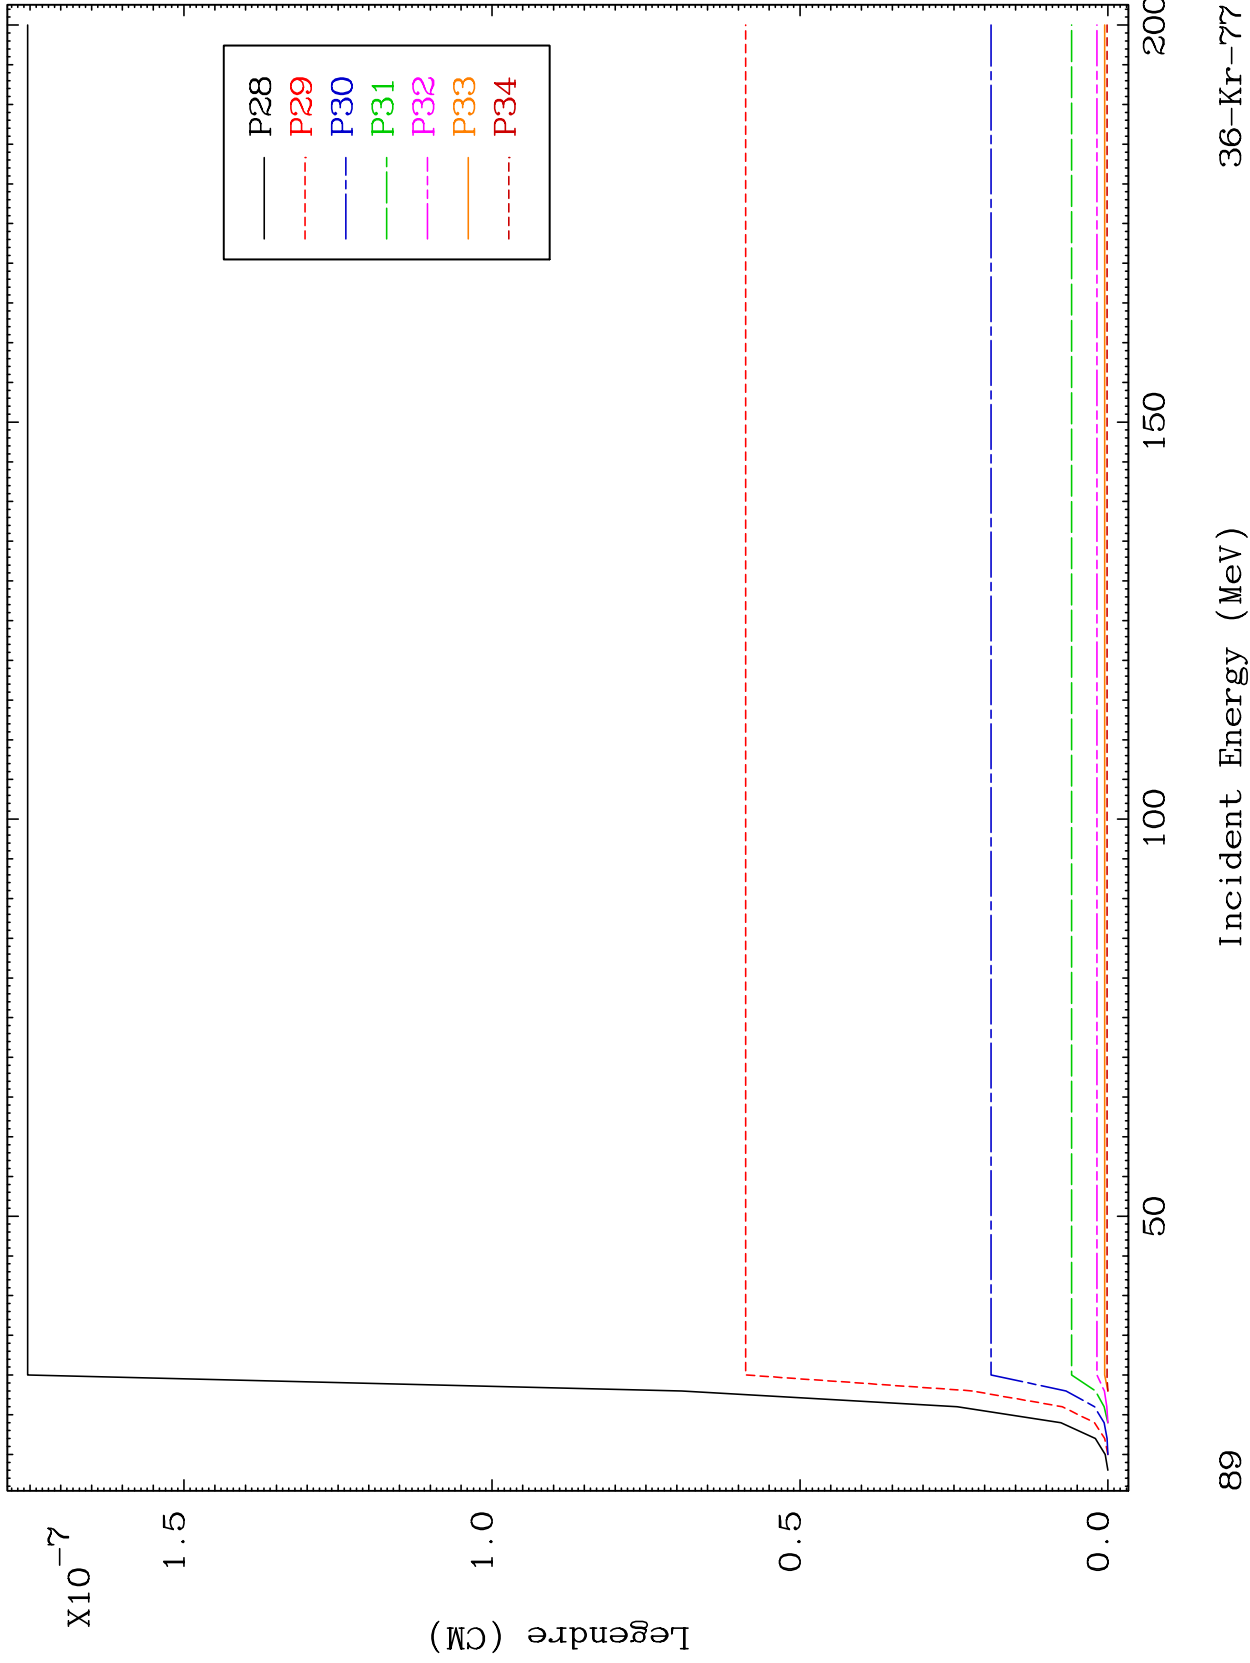 X10-7
1.5
1.0
0.5
0.0
Legendre (CM)
P28
P29
P30
P31
P32
P33
P34
50
100
150
200
89
Incident Energy (MeV)
36-Kr-77